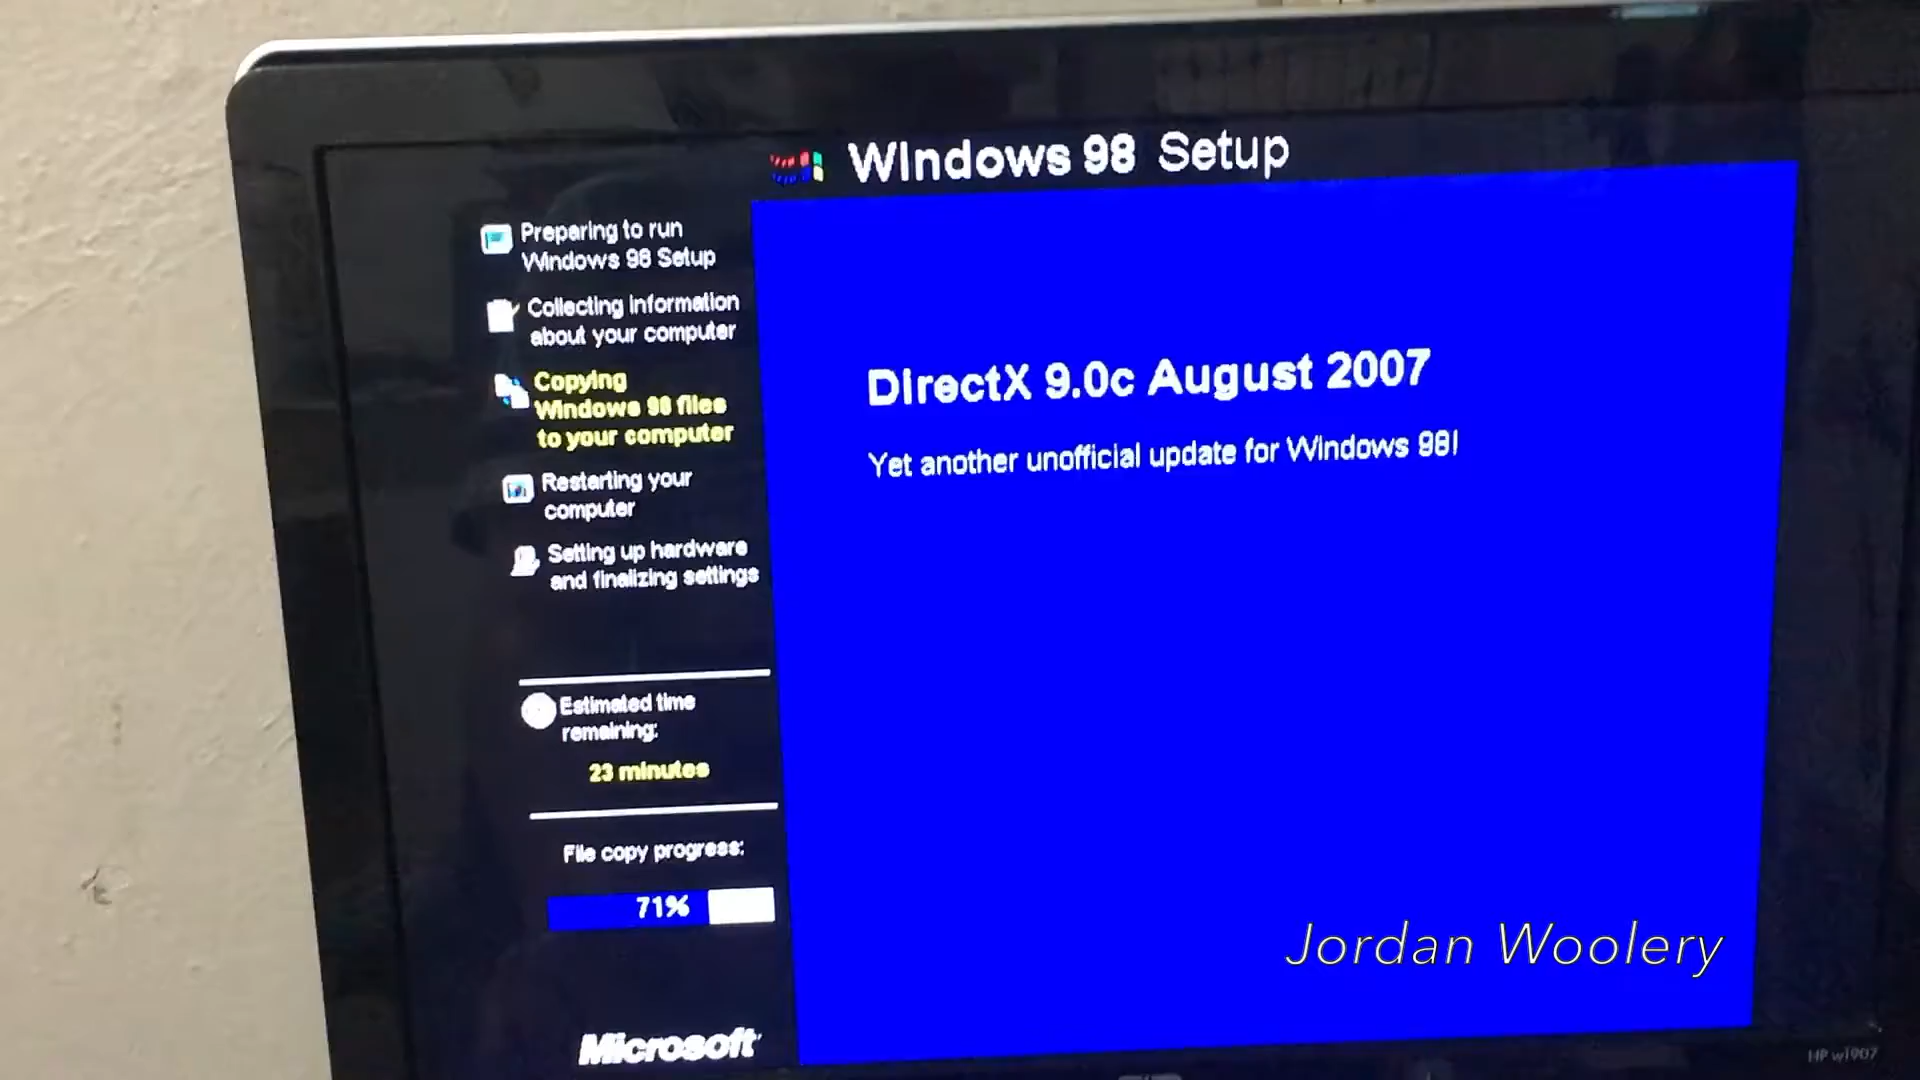 Windows 98 Setup
Preparing to run
Windows 98 Setup
Collecting information
about your computer
Copying
Windows 98 files
to your computer
Restarting your
computer
Setting up hardware
and finalizing settings
Estimated time
remaining:
23 minutes
File copy progress:
71%
Microsoft
DirectX 9.0c August 2007
Yet another unofficial update for Windows 98!
Jordan Woolery
HP w1907